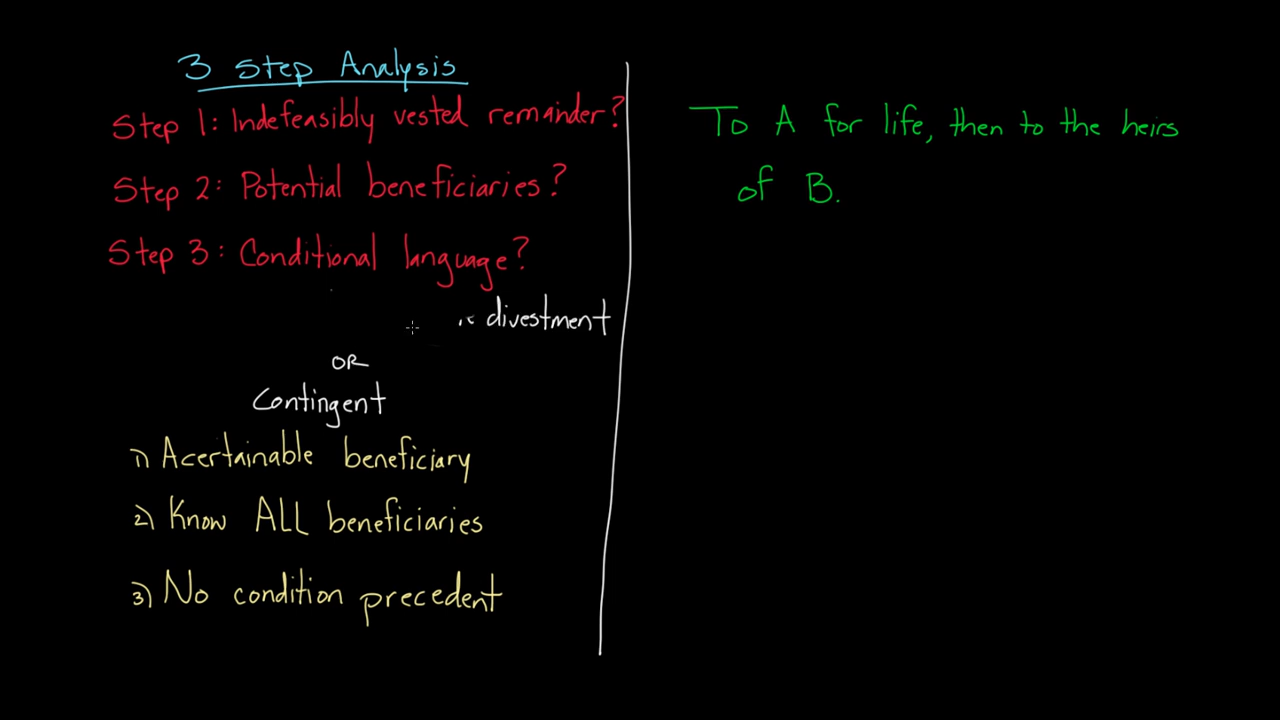 3 Step Analysis
Step 1: Indefeasibly vested remainder?
Step 2: Potential beneficiaries?
Step 3: Conditional language?
divestment
OR
Contingent
1) Acertainable beneficiary
2) Know ALL beneficiaries
3) No condition precedent
To A for life, then to the heirs
of B.